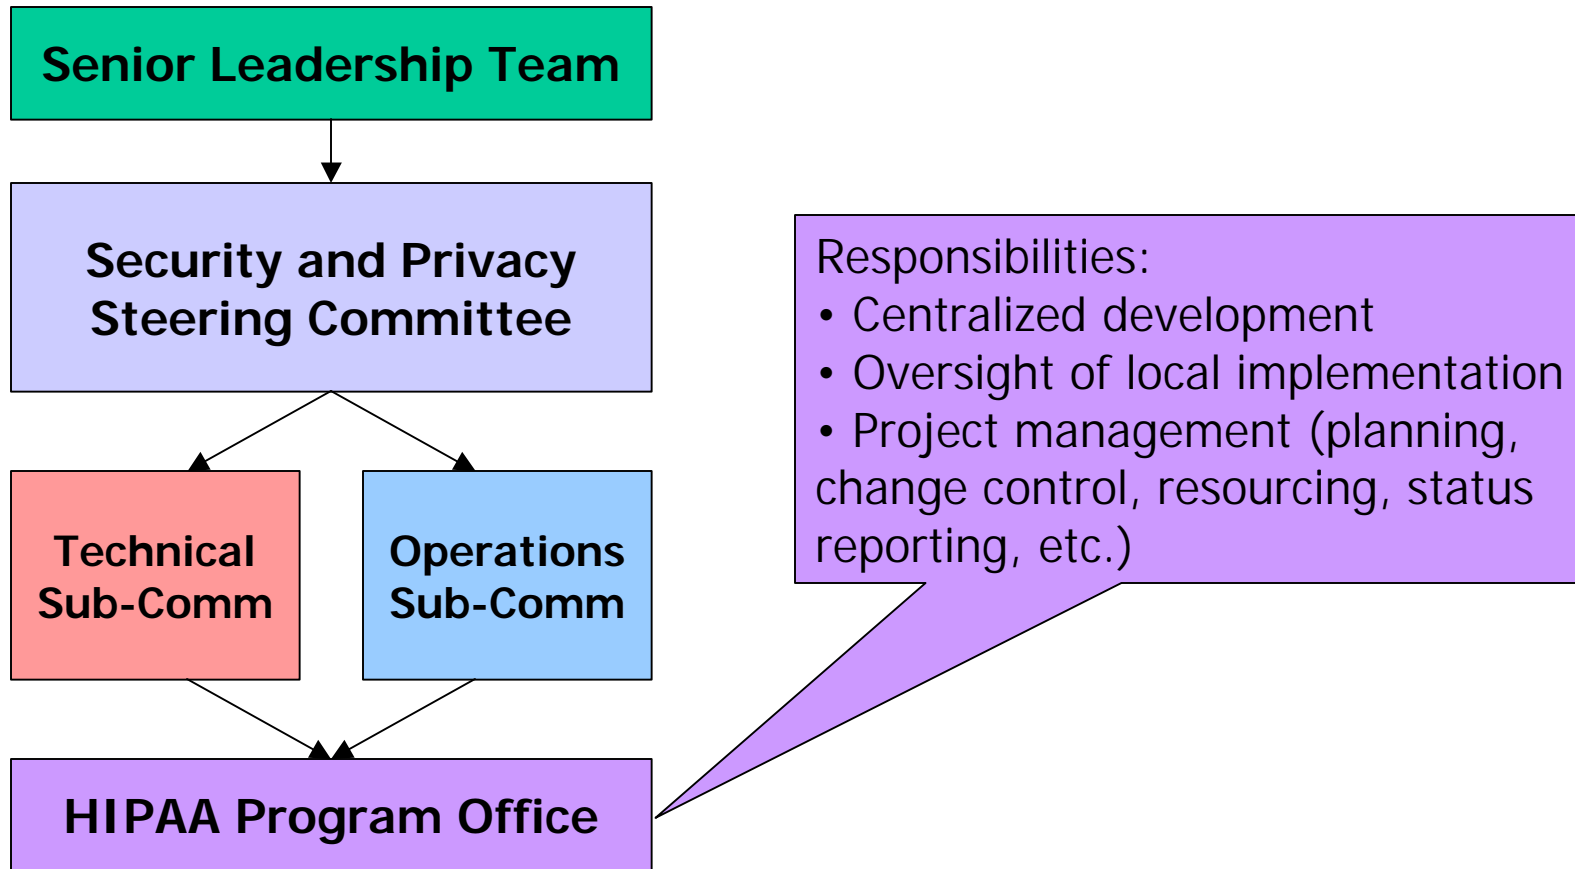 Senior Leadership Team
Security and Privacy
Steering Committee
Technical
Sub-Comm
Operations
Sub-Comm
HIPAA Program Office
Responsibilities:
• Centralized development
• Oversight of local implementation
• Project management (planning,
change control, resourcing, status
reporting, etc.)